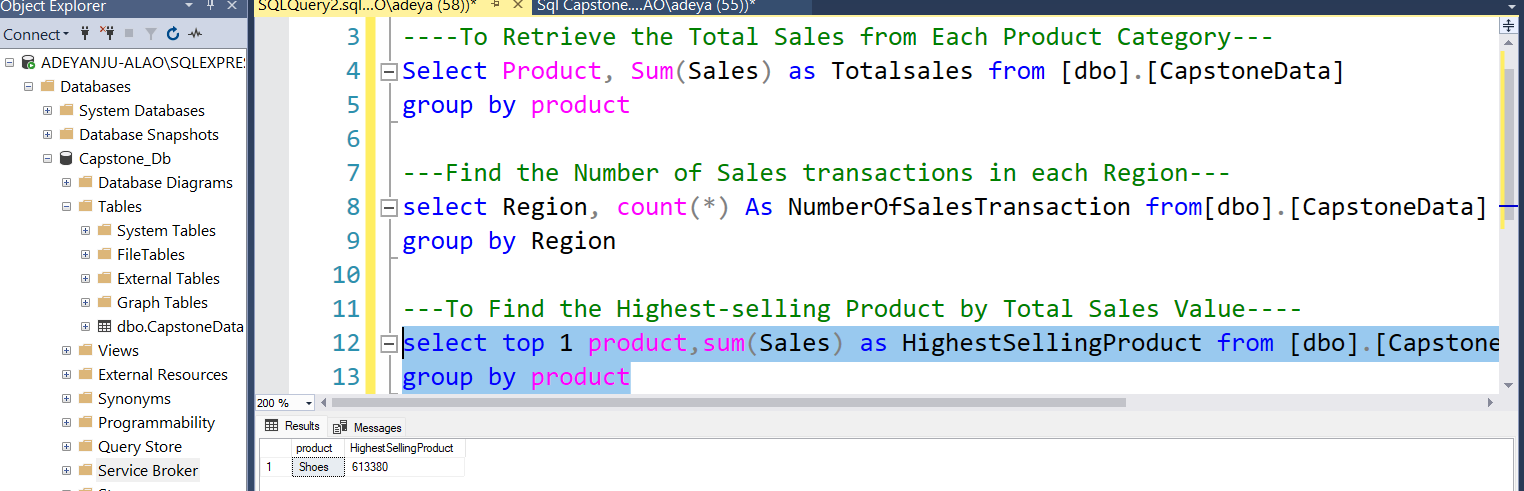 Object Explorer
SQLQuery2.sql...O\adeya (58))*
Sql Capstone....AO\adeya (55))*
Connect
ADEYANJU-ALAO\SQLEXPRE
Databases
System Databases
Database Snapshots
Capstone_Db
Database Diagrams
Tables
System Tables
FileTables
External Tables
Graph Tables
dbo.CapstoneData
Views
External Resources
Synonyms
Programmability
Query Store
Service Broker
3 ----To Retrieve the Total Sales from Each Product Category---
4 Select Product, Sum(Sales) as Totalsales from [dbo].[CapstoneData]
5 group by product
6
7 ---Find the Number of Sales transactions in each Region---
8 select Region, count(*) As NumberOfSalesTransaction from[dbo].[CapstoneData]
9 group by Region
10
11 ---To Find the Highest-selling Product by Total Sales Value----
12 select top 1 product,sum(Sales) as HighestSellingProduct from [dbo].[Capstone
13 group by product
200 %
Results Messages
product HighestSellingProduct
1 Shoes 613380